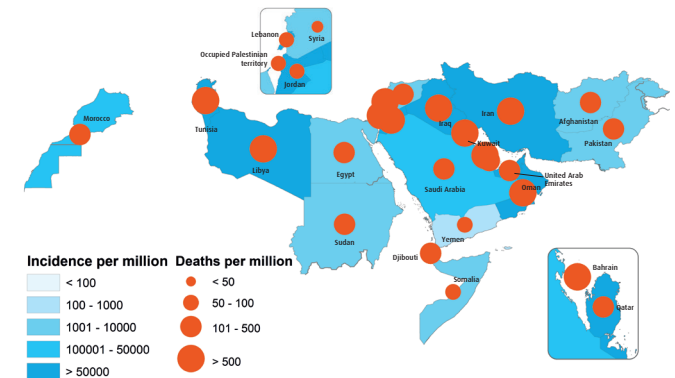 Lebanon
Syria
Occupied Palestinian
territory
Jordan
Morocco
Tunisia
Libya
Egypt
Sudan
Iraq
Iran
Kuwait
Afghanistan
Pakistan
Saudi Arabia
United Arab
Emirates
Oman
Yemen
Djibouti
Somalia
Bahrain
Qatar
Incidence per million
< 100
100 - 1000
1001 - 10000
100001 - 50000
> 50000
Deaths per million
< 50
50 - 100
101 - 500
> 500